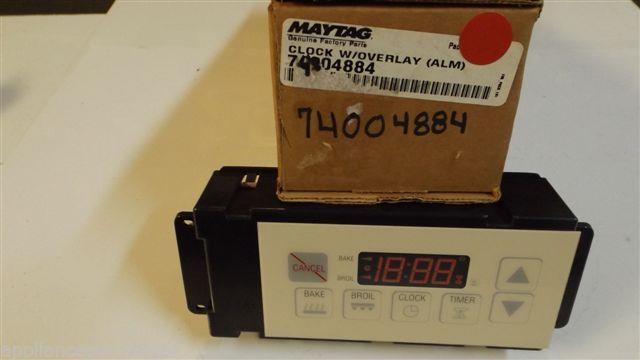 MAYTAG
Genuine Factory Parts
CLOCK W/OVERLAY (ALM)
74004884
74004884
CANCEL
BAKE
BROIL
18:88
BAKE
BROIL
CLOCK
TIMER